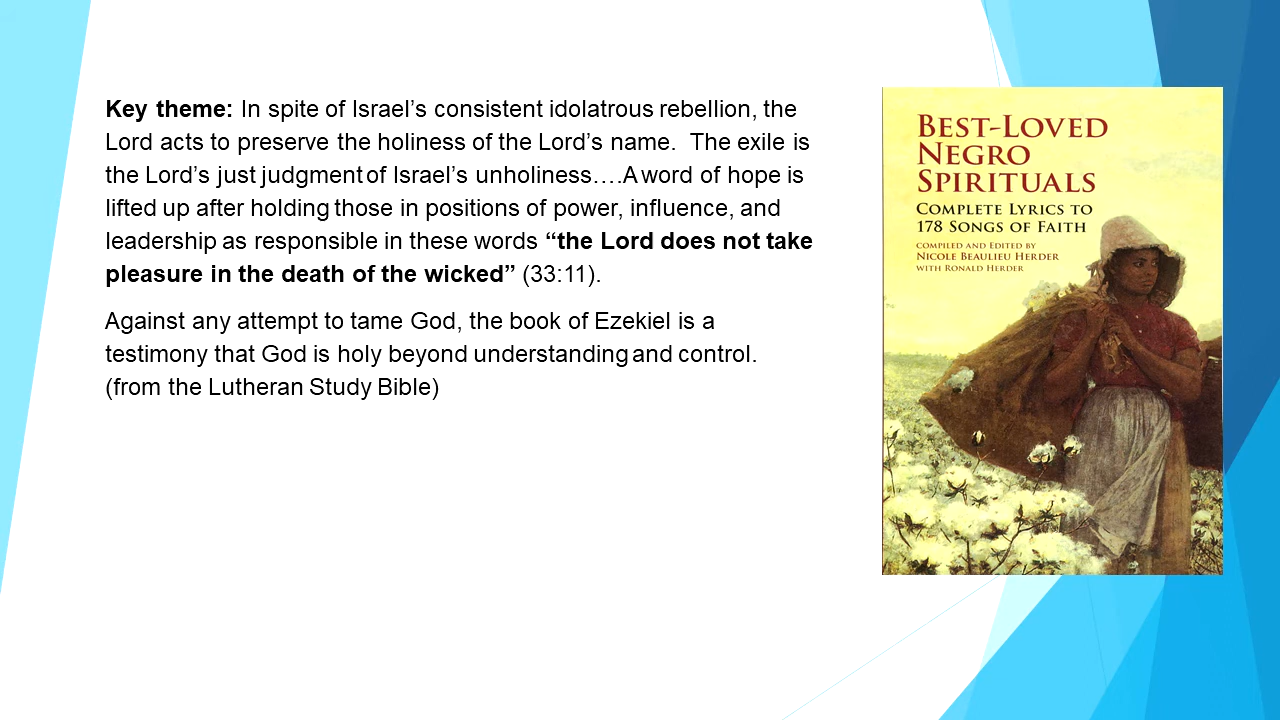 Key theme: In spite of Israel’s consistent idolatrous rebellion, the
Lord acts to preserve the holiness of the Lord’s name.  The exile is
the Lord’s just judgment of Israel’s unholiness….A word of hope is
lifted up after holding those in positions of power, influence, and
leadership as responsible in these words “the Lord does not take
pleasure in the death of the wicked” (33:11).
Against any attempt to tame God, the book of Ezekiel is a
testimony that God is holy beyond understanding and control.
(from the Lutheran Study Bible)
BEST-LOVED
NEGRO
SPIRITUALS
COMPLETE LYRICS TO
178 SONGS OF FAITH
COMPILED AND EDITED BY
NICOLE BEAULIEU HERDER
WITH RONALD HERDER